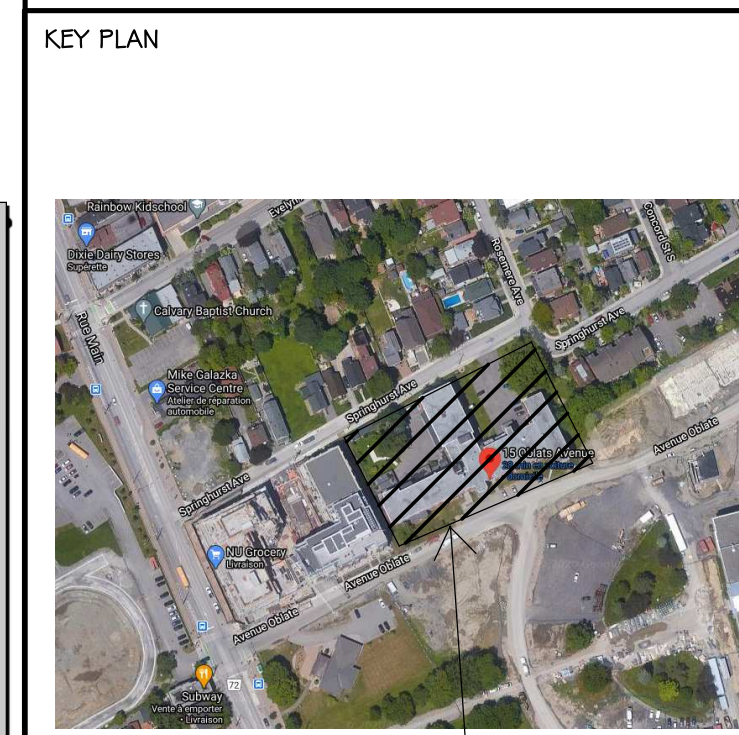 KEY PLAN
Rainbow Kidschool
Evelyn
Dixie Dairy Stores
Supérette
Concord St S
Rosemere Ave
Calvary Baptist Church
Rue Main
Springhurst Ave
Mike Galazka
Service Centre
Atelier de réparation
automobile
Springhurst Ave
Avenue Oblate
15 Oblats Avenue
Springhurst Ave
NU Grocery
Livraison
Avenue Oblate
Avenue Oblate
72
Subway
Vente à emporter
• Livraison